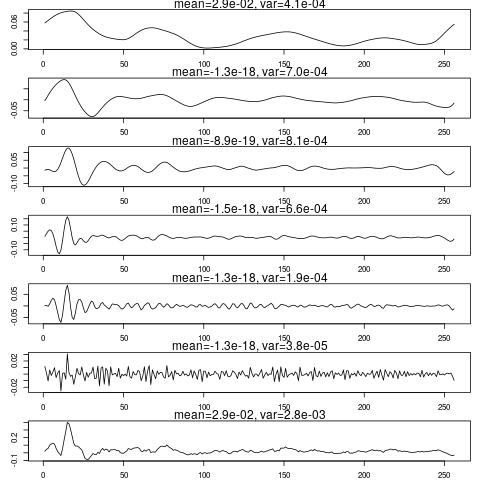 mean=2.9e-02, var=4.1e-04
0.00 0.06
0 50 100 150 200 250
mean=-1.3e-18, var=7.0e-04
-0.05
0 50 100 150 200 250
mean=-8.9e-19, var=8.1e-04
-0.10 0.05
0 50 100 150 200 250
mean=-1.5e-18, var=6.6e-04
-0.10 0.10
0 50 100 150 200 250
mean=-1.3e-18, var=1.9e-04
-0.05 0.05
0 50 100 150 200 250
mean=-1.3e-18, var=3.8e-05
-0.02 0.02
0 50 100 150 200 250
mean=2.9e-02, var=2.8e-03
-0.1 0.2
0 50 100 150 200 250